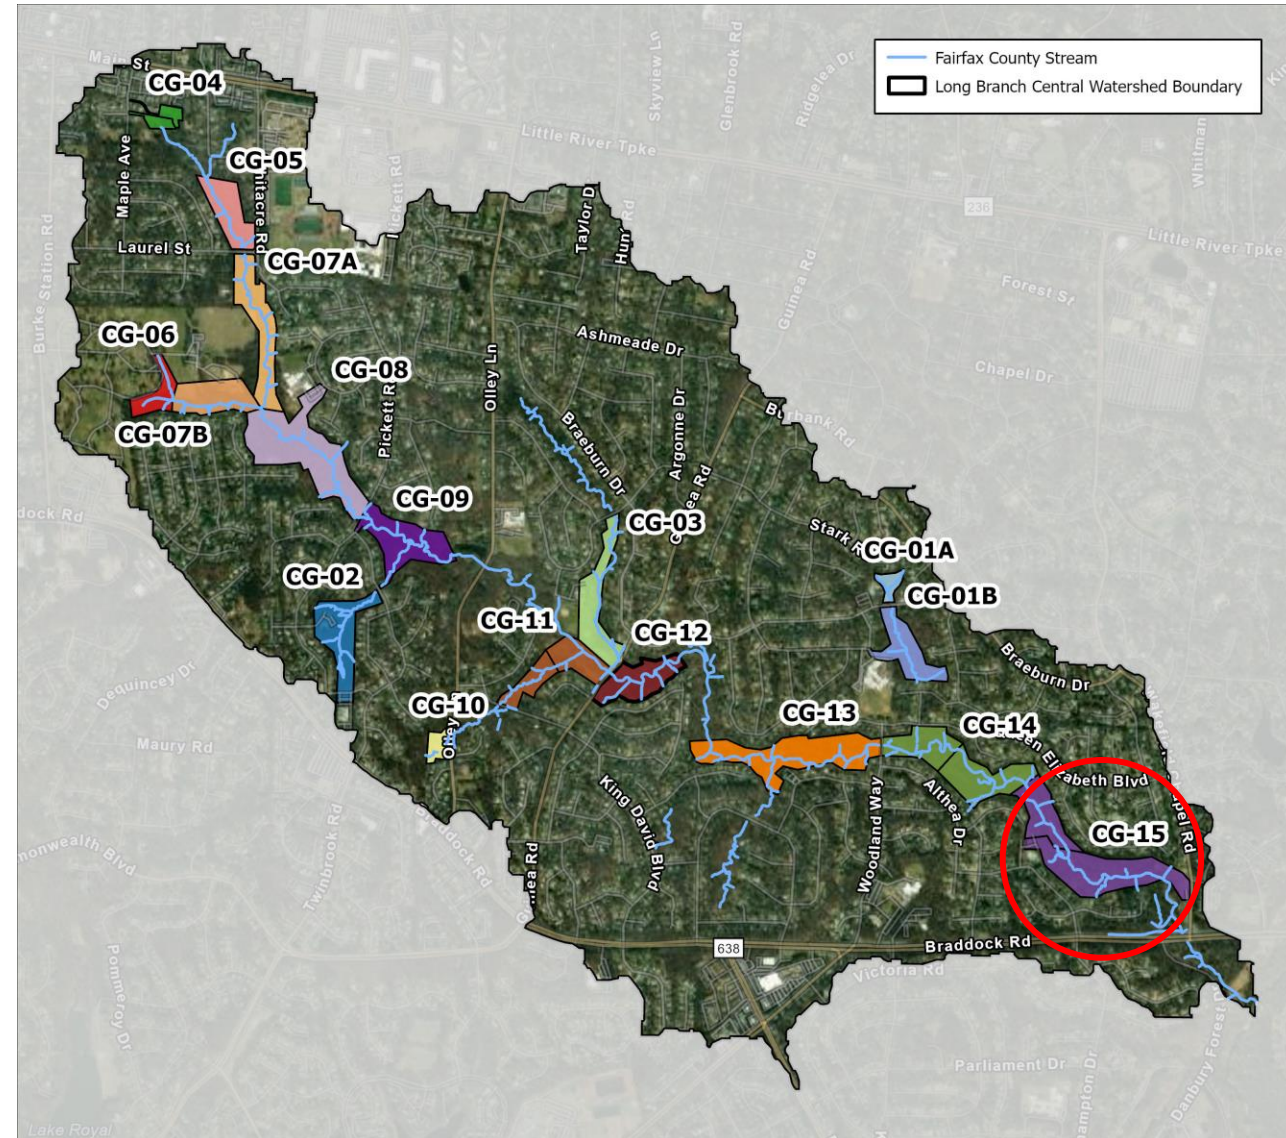 Fairfax County Stream
Long Branch Central Watershed Boundary
Main St
CG-04
Skyview Ln
Glenbrook Rd
Ridgelea Dr
Little River Tpke
Whitman
Maple Ave
CG-05
Pickett Rd
236
Taylor D
Laurel St
CG-07A
Little River Tpke
Burke Station Rd
Guinea Rd
Forest St
CG-06
Ashmeade Dr
CG-08
Olley Ln
Chapel Dr
Pickett R
Argonne Dr
Burbank Rd
CG-07B
Braeburn Dr
CG-09
CG-03
Stark R
CG-01A
CG-02
CG-01B
CG-11
CG-12
Dequincey Dr
Braeburn Dr
CG-10
CG-13
CG-14
Maury Rd
Elizabeth Blvd
King David Blvd
Woodland Way
Althea Dr
CG-15
Twinbrook Rd
Braddock Rd
monwealth Blvd
638
Braddock Rd
Victoria Rd
Pommeroy Dr
Parliament Dr
Danbury Forest D
Lake Royal